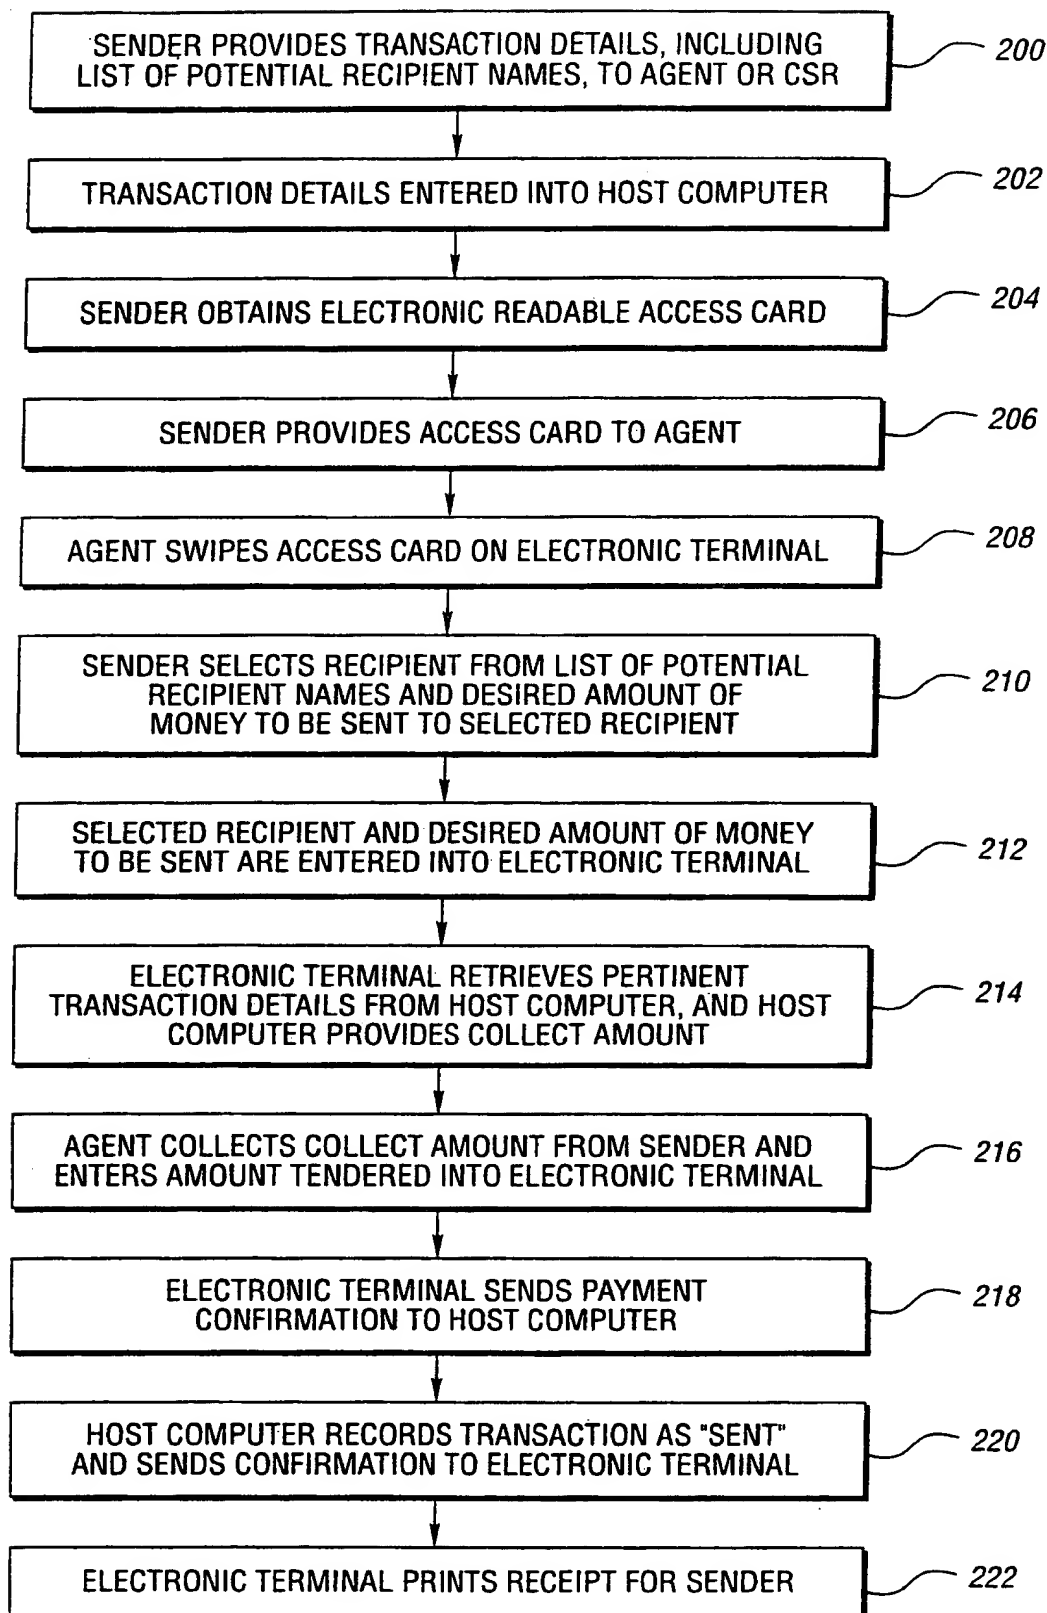 SENDER PROVIDES TRANSACTION DETAILS, INCLUDING
LIST OF POTENTIAL RECIPIENT NAMES, TO AGENT OR CSR
200
TRANSACTION DETAILS ENTERED INTO HOST COMPUTER
202
SENDER OBTAINS ELECTRONIC READABLE ACCESS CARD
204
SENDER PROVIDES ACCESS CARD TO AGENT
206
AGENT SWIPES ACCESS CARD ON ELECTRONIC TERMINAL
208
SENDER SELECTS RECIPIENT FROM LIST OF POTENTIAL
RECIPIENT NAMES AND DESIRED AMOUNT OF
MONEY TO BE SENT TO SELECTED RECIPIENT
210
SELECTED RECIPIENT AND DESIRED AMOUNT OF MONEY
TO BE SENT ARE ENTERED INTO ELECTRONIC TERMINAL
212
ELECTRONIC TERMINAL RETRIEVES PERTINENT
TRANSACTION DETAILS FROM HOST COMPUTER, AND HOST
COMPUTER PROVIDES COLLECT AMOUNT
214
AGENT COLLECTS COLLECT AMOUNT FROM SENDER AND
ENTERS AMOUNT TENDERED INTO ELECTRONIC TERMINAL
216
ELECTRONIC TERMINAL SENDS PAYMENT
CONFIRMATION TO HOST COMPUTER
218
HOST COMPUTER RECORDS TRANSACTION AS "SENT"
AND SENDS CONFIRMATION TO ELECTRONIC TERMINAL
220
ELECTRONIC TERMINAL PRINTS RECEIPT FOR SENDER
222